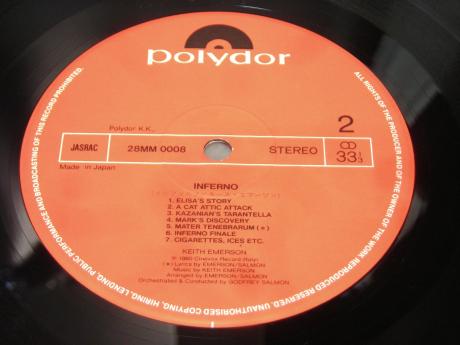 polydor
Polydor K.K.,
2
JASRAC 28MM 0008 STEREO 33 1/3
Made in Japan
INFERNO
1. ELISA'S STORY
2. A CAT ATTIC ATTACK
3. KAZANIAN'S TARANTELLA
4. MARK'S DISCOVERY
5. MATER TENEBRARUM (*)
6. INFERNO FINALE
7. CIGARETTES, ICES ETC.
KEITH EMERSON
℗ 1980 Cinevox Record (Italy)
(*) Lyrics by EMERSON/SALMON
Music by KEITH EMERSON
Arranged by EMERSON/SALMON
Orchestrated & Conducted by GODFREY SALMON
ALL RIGHTS OF THE PRODUCER AND OF THE OWNER OF THE WORK REPRODUCED RESERVED. UNAUTHORISED COPYING, HIRING, LENDING, PUBLIC PERFORMANCE AND BROADCASTING OF THIS RECORD PROHIBITED.